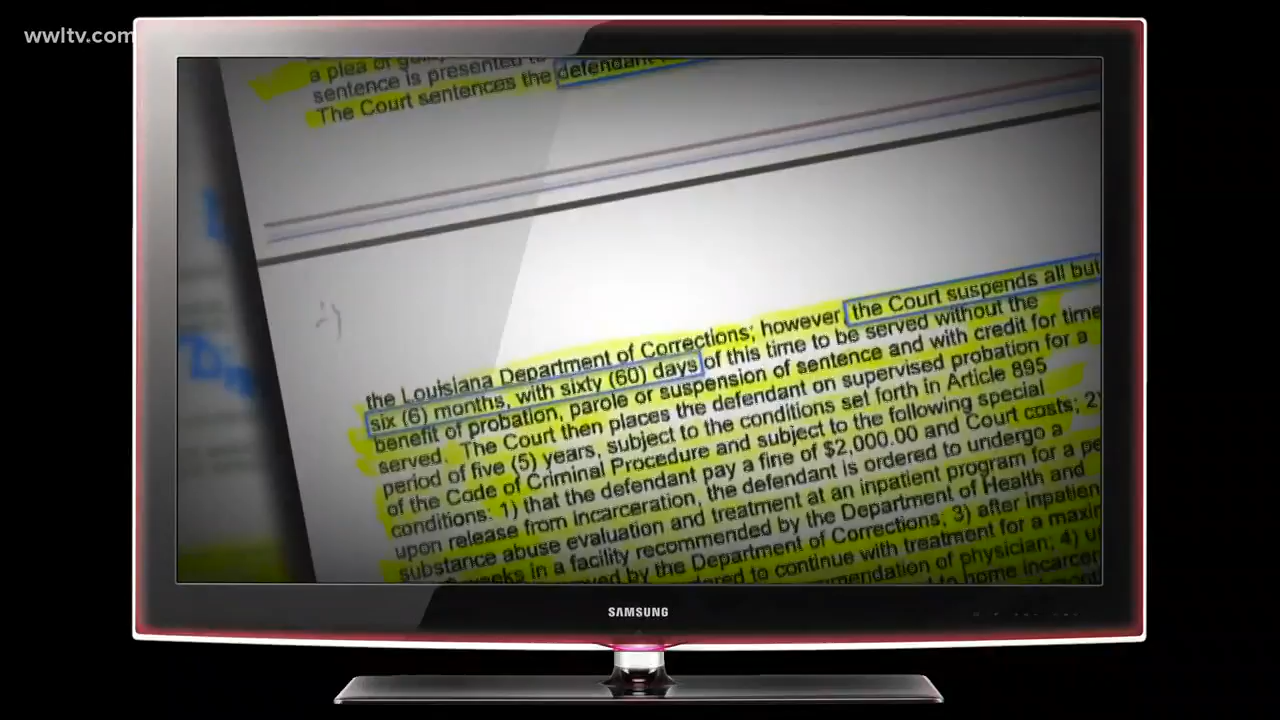 wwltv.com
a plea of
sentence is presented to
The Court sentences the defendant
the Louisiana Department of Corrections; however, the Court suspends all but
six (6) months, with sixty (60) days of this time to be served without the
benefit of probation, parole or suspension of sentence and with credit for time
served. The Court then places the defendant on supervised probation for a
period of five (5) years, subject to the conditions set forth in Article 895
of the Code of Criminal Procedure and subject to the following special
conditions: 1) that the defendant pay a fine of $2,000.00 and Court costs; 2)
upon release from incarceration, the defendant is ordered to undergo a
substance abuse evaluation and treatment at an inpatient program for a pe
weeks in a facility recommended by the Department of Health and
by the Department of Corrections; 3) after inpatien
to continue with treatment for a maxim
of physician; 4)
to home incarcer
SAMSUNG